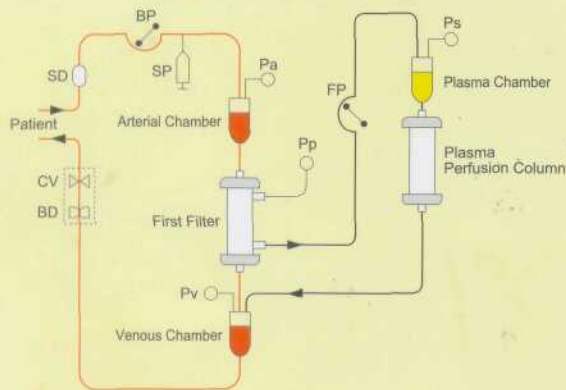 BP
SP
SD
Pa
Ps
FP
Patient
Arterial Chamber
Plasma Chamber
Pp
Plasma
Perfusion Column
CV
BD
First Filter
Pv
Venous Chamber